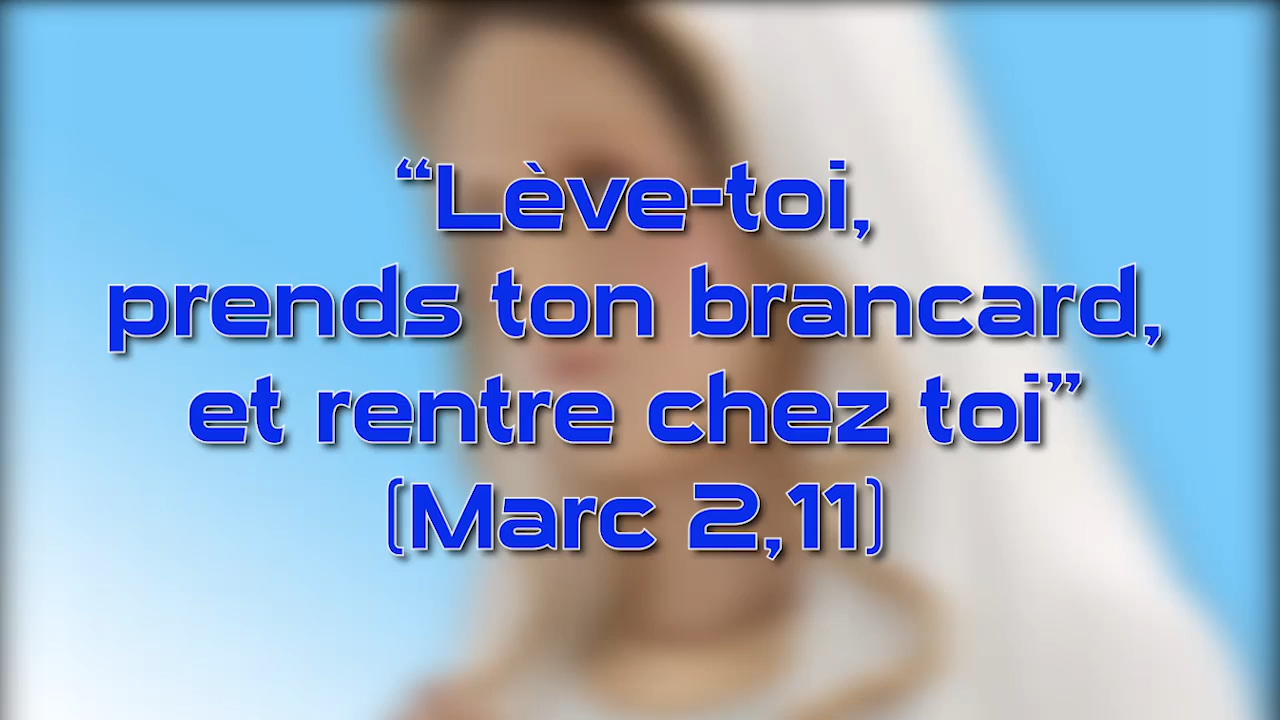 “Lève-toi,
prends ton brancard,
et rentre chez toi”
(Marc 2,11)